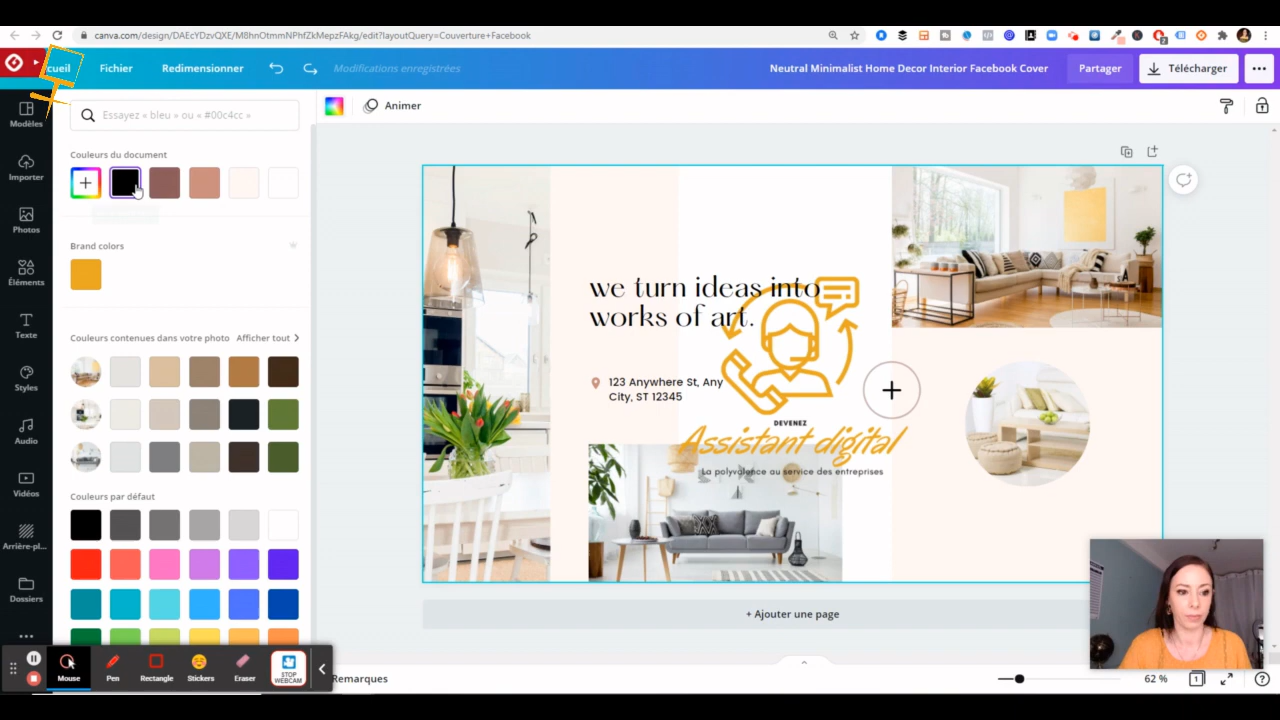 canva.com/design/DAEcYDzvQXE/M8hnOtmmNPhfZkMepzFAkg/edit?layoutQuery=Couverture+Facebook
cueil
Fichier
Redimensionner
Modifications enregistrées
Neutral Minimalist Home Decor Interior Facebook Cover
Partager
Télécharger
Modèles
Importer
Photos
Éléments
Texte
Styles
Audio
Vidéos
Arrière-pl...
Dossiers
Essayez « bleu » ou « #00c4cc »
Couleurs du document
Brand colors
Couleurs contenues dans votre photo
Afficher tout
Couleurs par défaut
Animer
we turn ideas into
works of art.
123 Anywhere St, Any
City, ST 12345
DEVENEZ
Assistant digital
La polyvalence au service des entreprises
+ Ajouter une page
Mouse
Pen
Rectangle
Stickers
Eraser
STOP
WEBCAM
Remarques
62 %
1